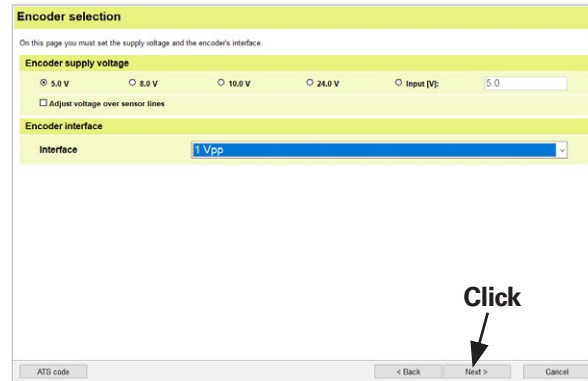 Encoder selection
On this page you must set the supply voltage and the encoder's interface.
Encoder supply voltage
5.0 V 8.0 V 10.0 V 24.0 V Input [V]: 5.0
Adjust voltage over sensor lines
Encoder interface
Interface 1 Vpp
Click
ATS code < Back Next > Cancel